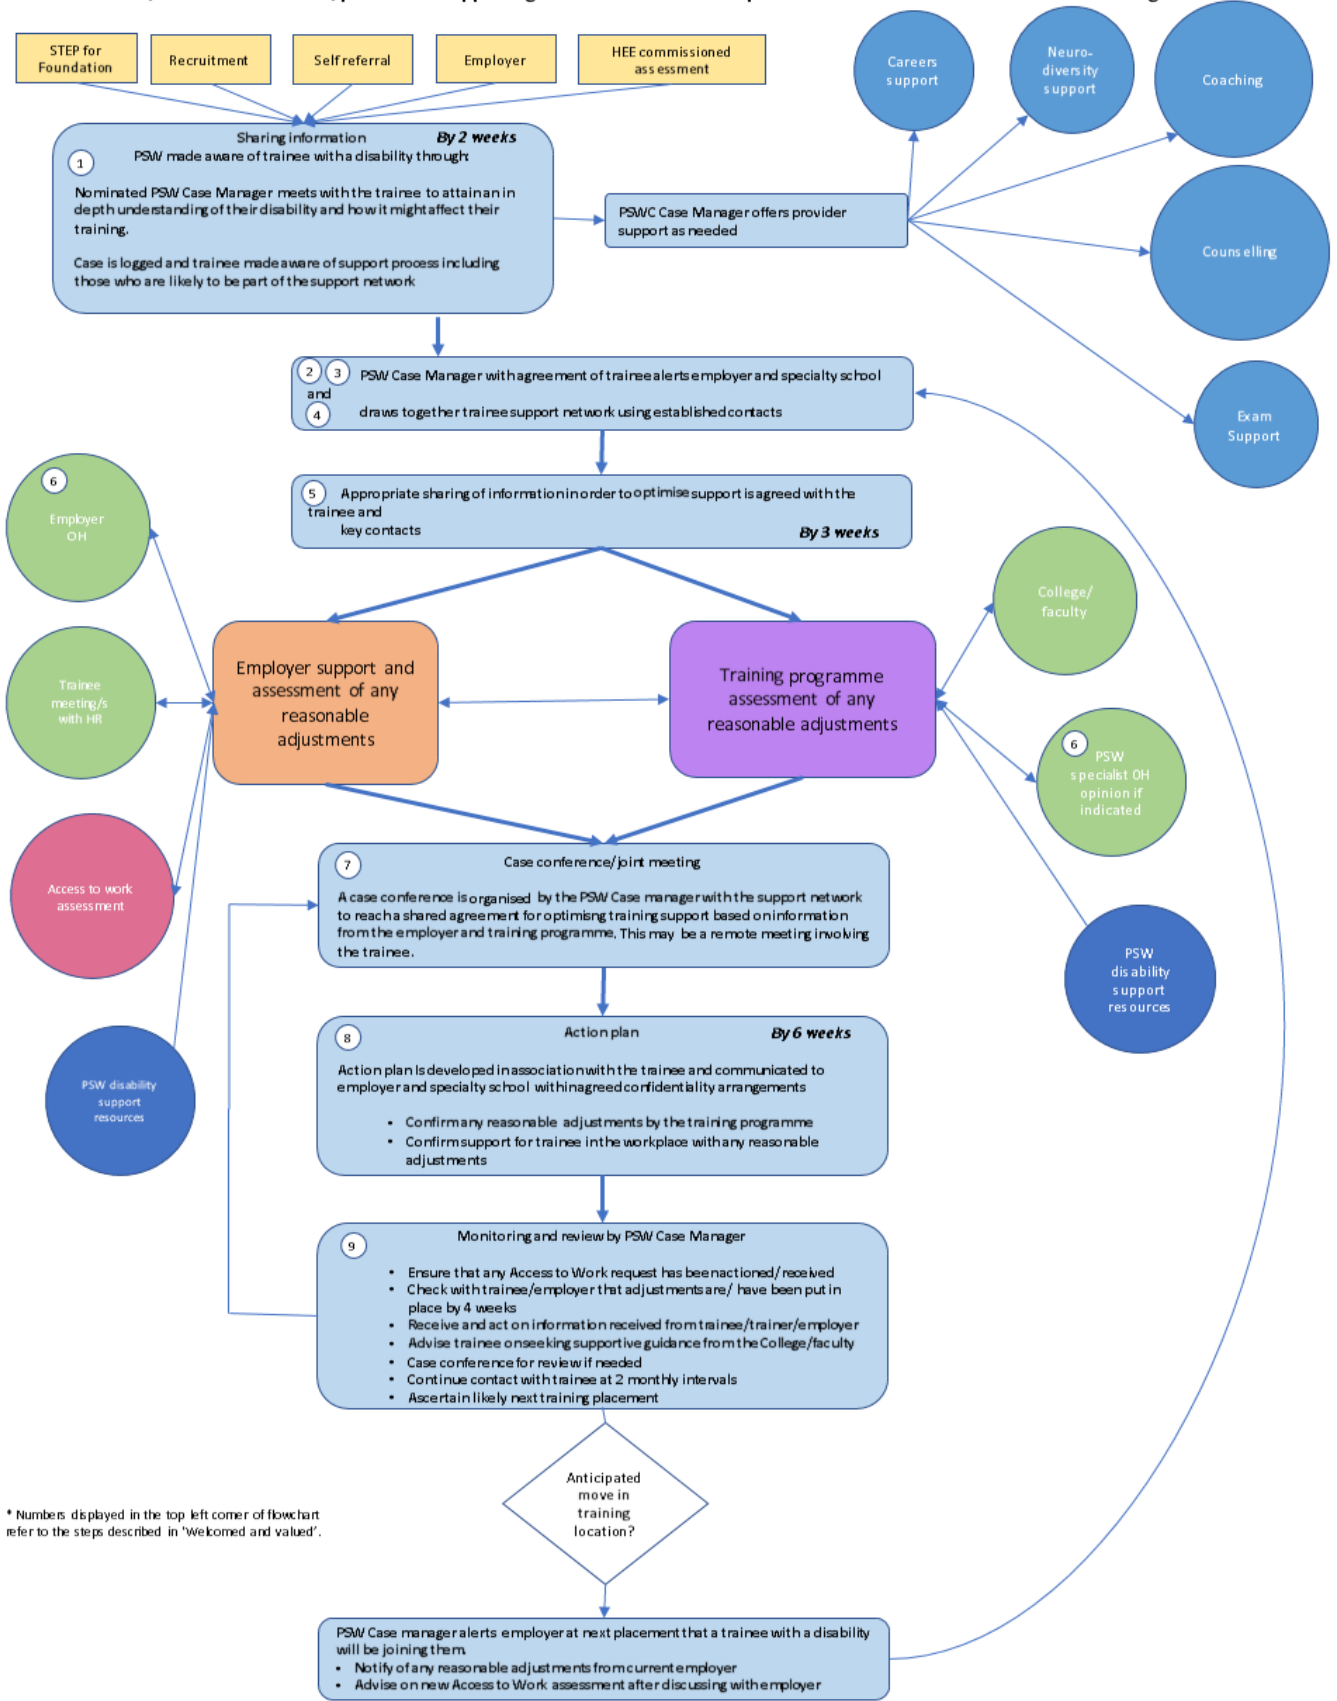 STEP for
Foundation
Recruitment
Self referral
Employer
HEE commissioned
assessment
Careers
support
Neuro-
diversity
support
Coaching
Sharing information
By 2 weeks
1
PSW made aware of trainee with a disability through:
Nominated PSW Case Manager meets with the trainee to attain an in
depth understanding of their disability and how it might affect their
training.
Case is logged and trainee made aware of support process including
those who are likely to be part of the support network
PSWC Case Manager offers provider
support as needed
Counselling
Exam
Support
2 3 PSW Case Manager with agreement of trainee alerts employer and specialty school
and
4 draws together trainee support network using established contacts
5 Appropriate sharing of information in order to optimise support is agreed with the
trainee and
key contacts
By 3 weeks
6
Employer
OH
Trainee
meeting/s
with HR
Access to work
assessment
PSW disability
support
resources
Employer support and
assessment of any
reasonable
adjustments
Training programme
assessment of any
reasonable adjustments
College/
faculty
6
PSW
specialist OH
opinion if
indicated
PSW
disability
support
resources
7
Case conference/joint meeting
A case conference is organised by the PSW Case manager with the support network
to reach a shared agreement for optimisng training support based on information
from the employer and training programme. This may be a remote meeting involving
the trainee.
8
Action plan
By 6 weeks
Action plan is developed in association with the trainee and communicated to
employer and specialty school within agreed confidentiality arrangements
• Confirm any reasonable adjustments by the training programme
• Confirm support for trainee in the workplace with any reasonable
adjustments
9
Monitoring and review by PSW Case Manager
• Ensure that any Access to Work request has been actioned/received
• Check with trainee/employer that adjustments are/ have been put in
place by 4 weeks
• Receive and act on information received from trainee/trainer/employer
• Advise trainee on seeking supportive guidance from the College/faculty
• Case conference for review if needed
• Continue contact with trainee at 2 monthly intervals
• Ascertain likely next training placement
Anticipated
move in
training
location?
* Numbers displayed in the top left corner of flowchart
refer to the steps described in 'Welcomed and valued'.
PSW Case manager alerts employer at next placement that a trainee with a disability
will be joining them.
• Notify of any reasonable adjustments from current employer
• Advise on new Access to Work assessment after discussing with employer